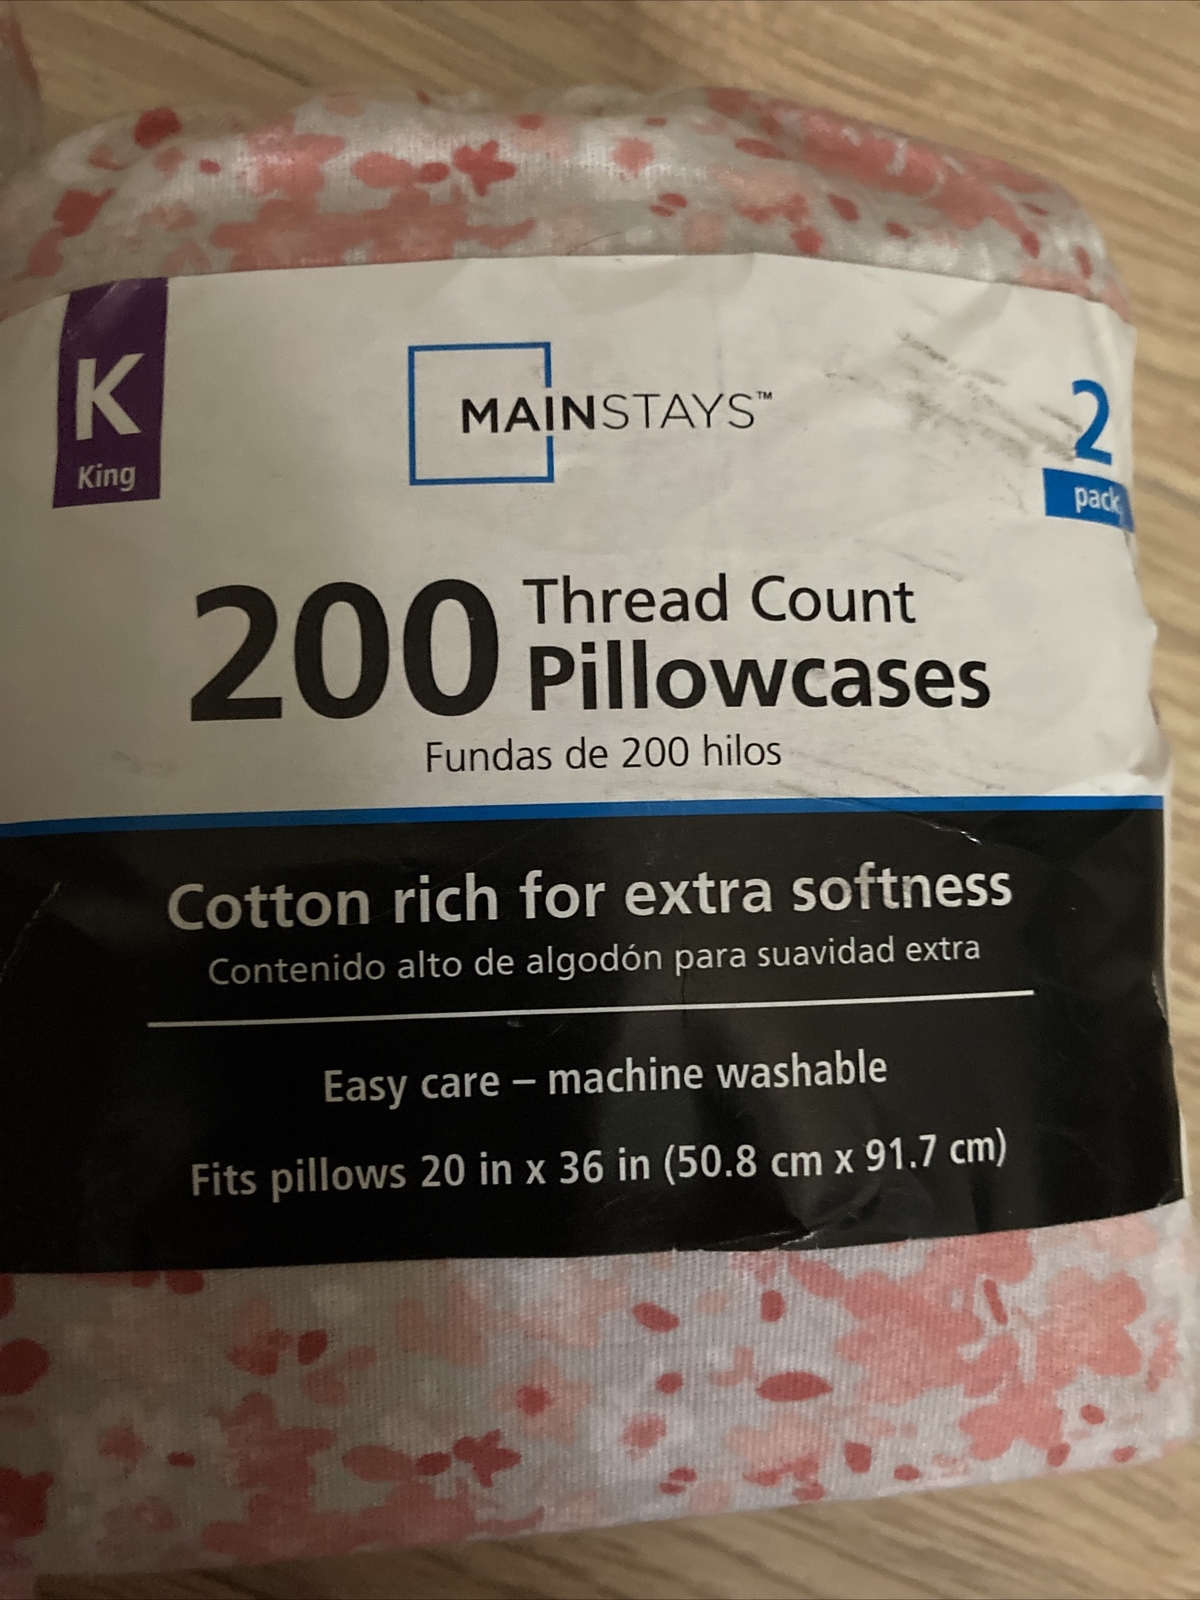 K
King
MAINSTAYS™
2
pack
200 Thread Count
Pillowcases
Fundas de 200 hilos
Cotton rich for extra softness
Contenido alto de algodón para suavidad extra
Easy care – machine washable
Fits pillows 20 in x 36 in (50.8 cm x 91.7 cm)